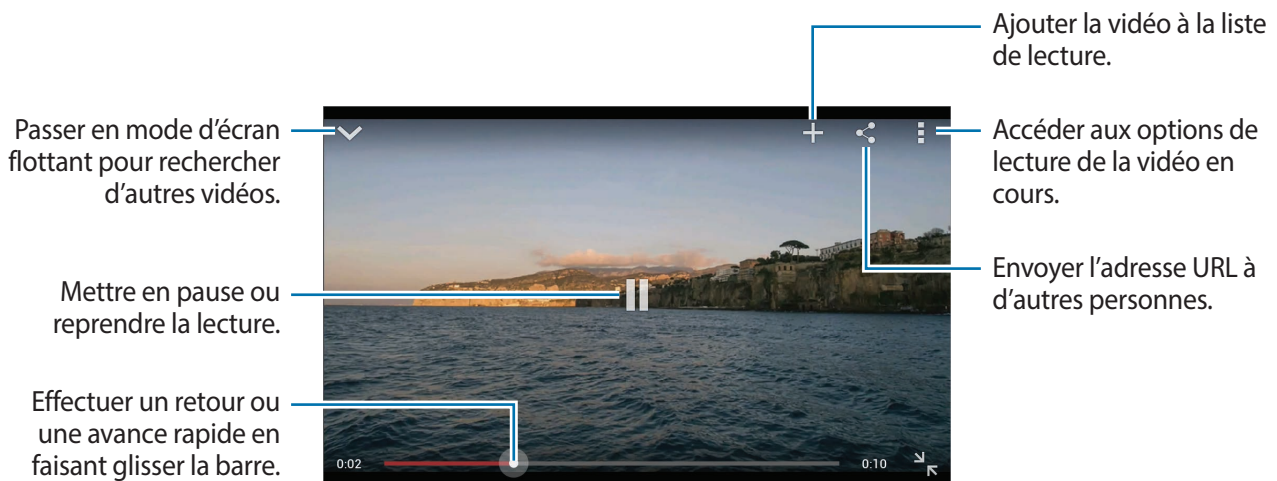 Ajouter la vidéo à la liste
de lecture.
Passer en mode d'écran
flottant pour rechercher
d'autres vidéos.
Accéder aux options de
lecture de la vidéo en
cours.
Mettre en pause ou
reprendre la lecture.
Envoyer l'adresse URL à
d'autres personnes.
Effectuer un retour ou
une avance rapide en
faisant glisser la barre.
0:02
0:10